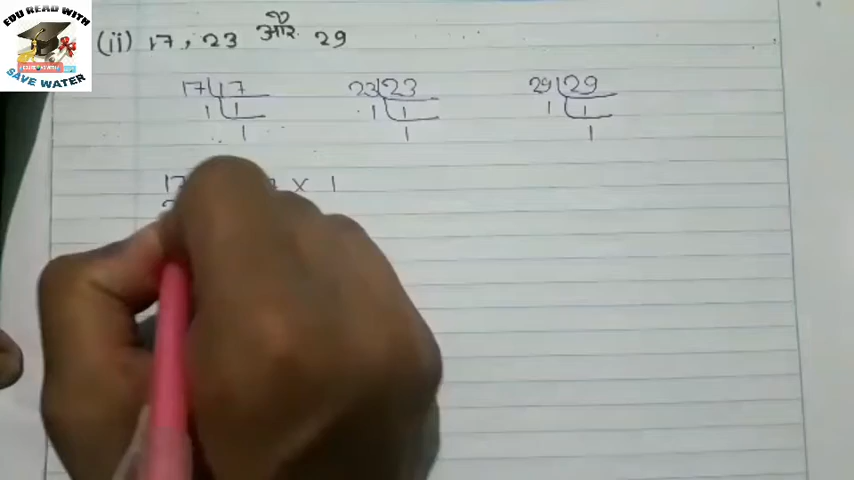 EDU READ WITH
SAVE WATER
(ii) 17, 23 और 29
17 17 23 23 29 29
1 1 1 1 1 1
1 1 1
x 1